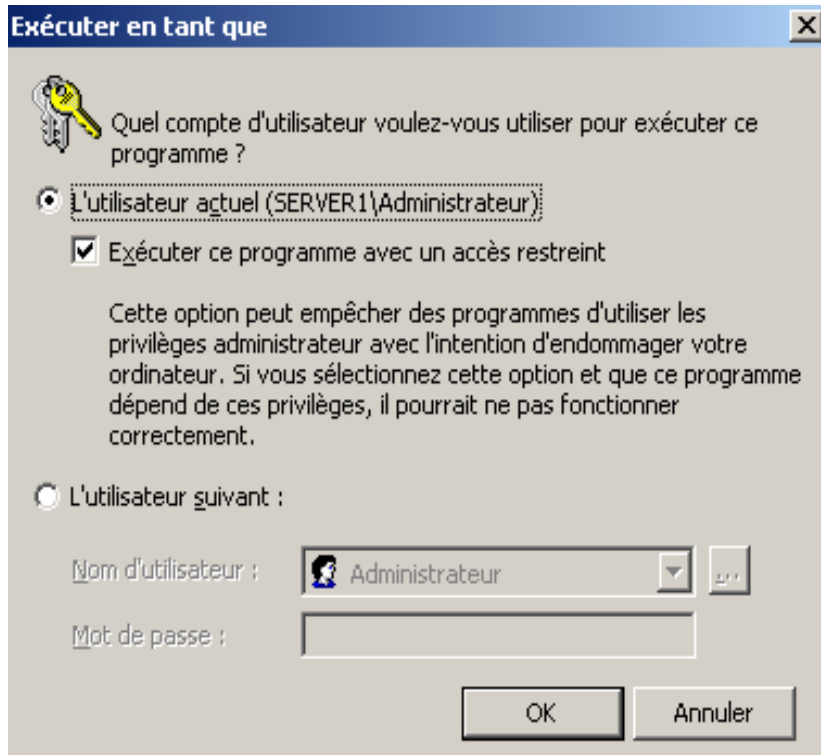 Exécuter en tant que
Quel compte d'utilisateur voulez-vous utiliser pour exécuter ce
programme ?
L'utilisateur actuel (SERVER1\Administrateur)
Exécuter ce programme avec un accès restreint
Cette option peut empêcher des programmes d'utiliser les
privilèges administrateur avec l'intention d'endommager votre
ordinateur. Si vous sélectionnez cette option et que ce programme
dépend de ces privilèges, il pourrait ne pas fonctionner
correctement.
L'utilisateur suivant :
Nom d'utilisateur : Administrateur ...
Mot de passe :
OK Annuler